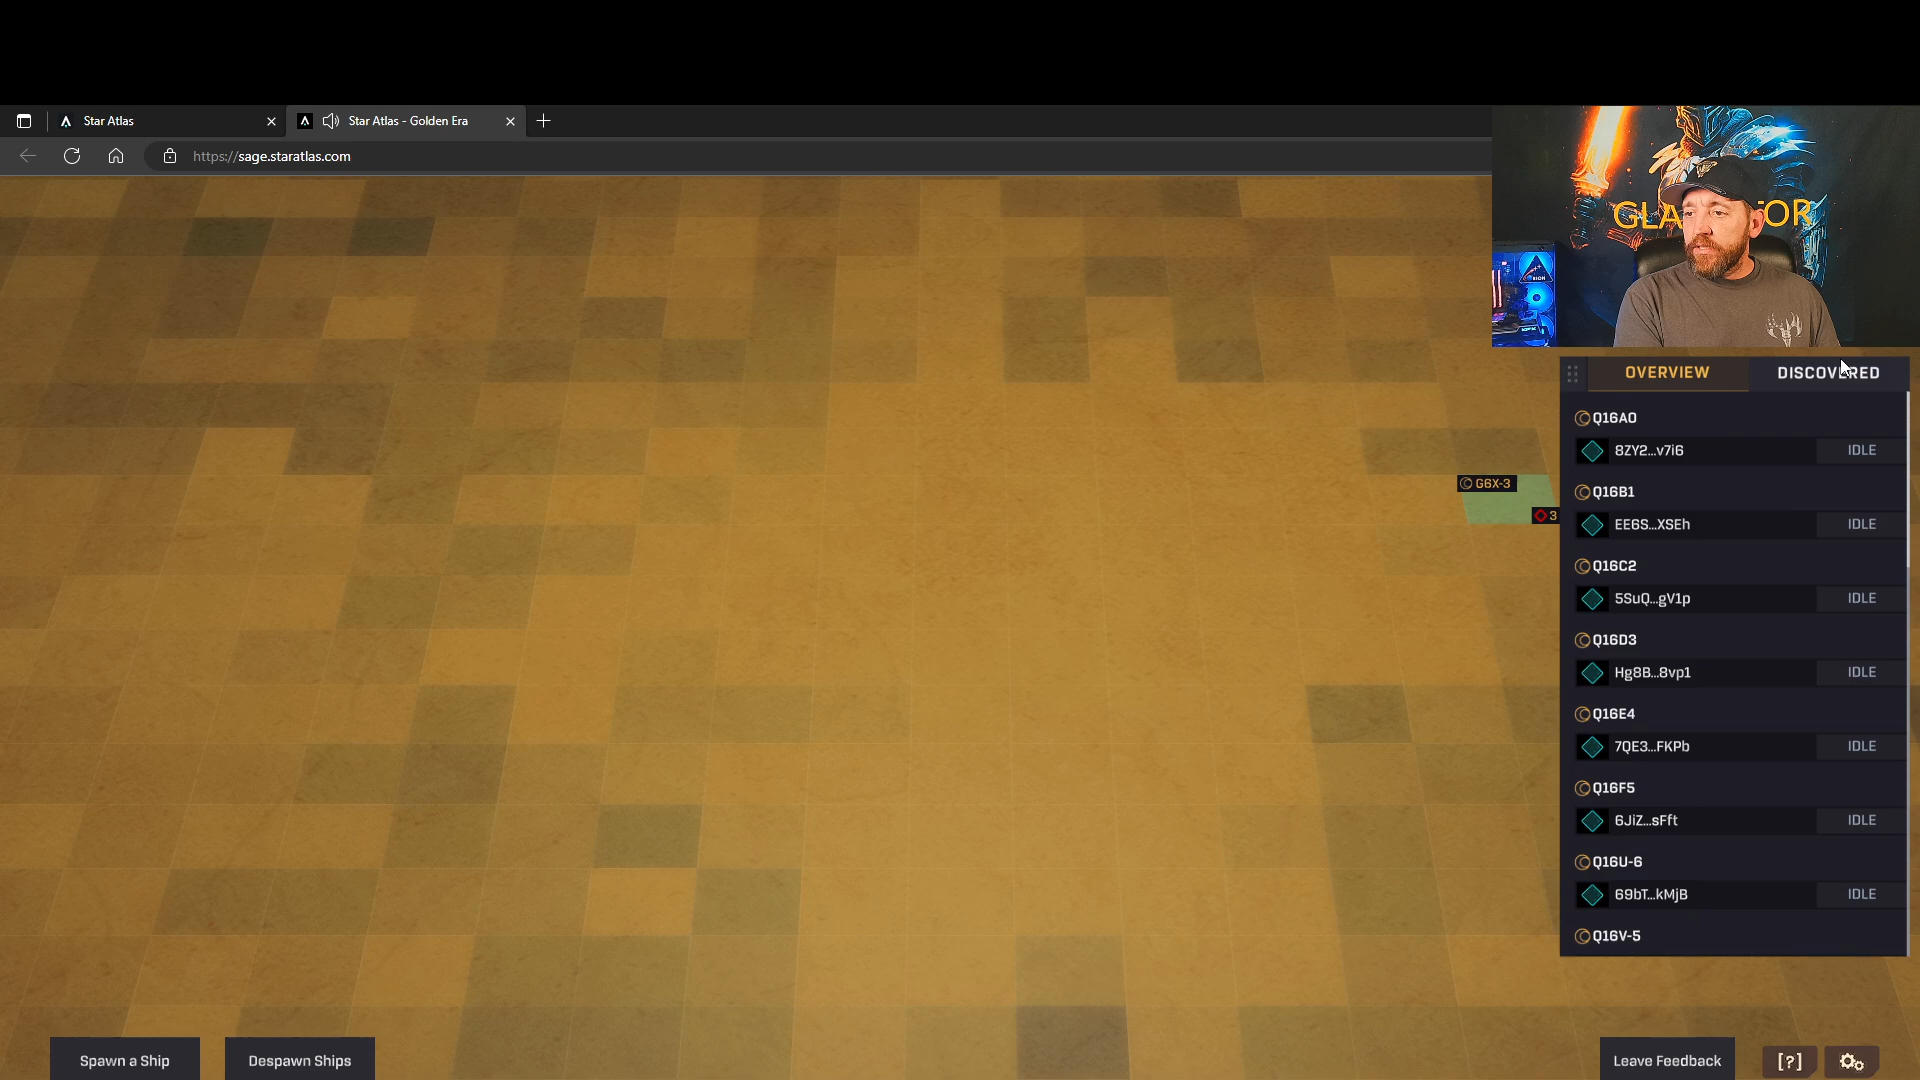 Star Atlas
Star Atlas - Golden Era
https://sage.staratlas.com
ORION
OVERVIEW
DISCOVERED
Q16A0
8ZY2...v7i6
IDLE
Q16B1
EE6S...XSEh
IDLE
G6X-3
3
Q16C2
5SuQ...gV1p
IDLE
Q16D3
Hg8B...8vp1
IDLE
Q16E4
7QE3...FKPb
IDLE
Q16F5
6JiZ...sFft
IDLE
Q16U-6
69bT...kMjB
IDLE
Q16V-5
Spawn a Ship
Despawn Ships
Leave Feedback
[?]